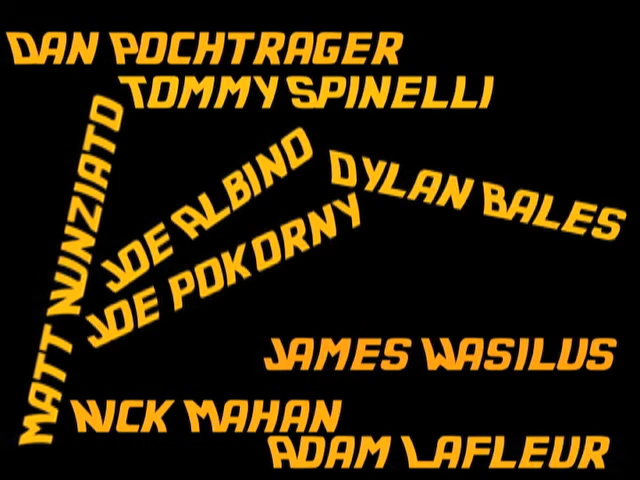 DAN POCHTRAGER
TOMMY SPINELLI
MATT NUNZIATO
JOE ALBINO
DYLAN BALES
JOE POKORNY
JAMES WASILUS
NICK MAHAN
ADAM LAFLEUR